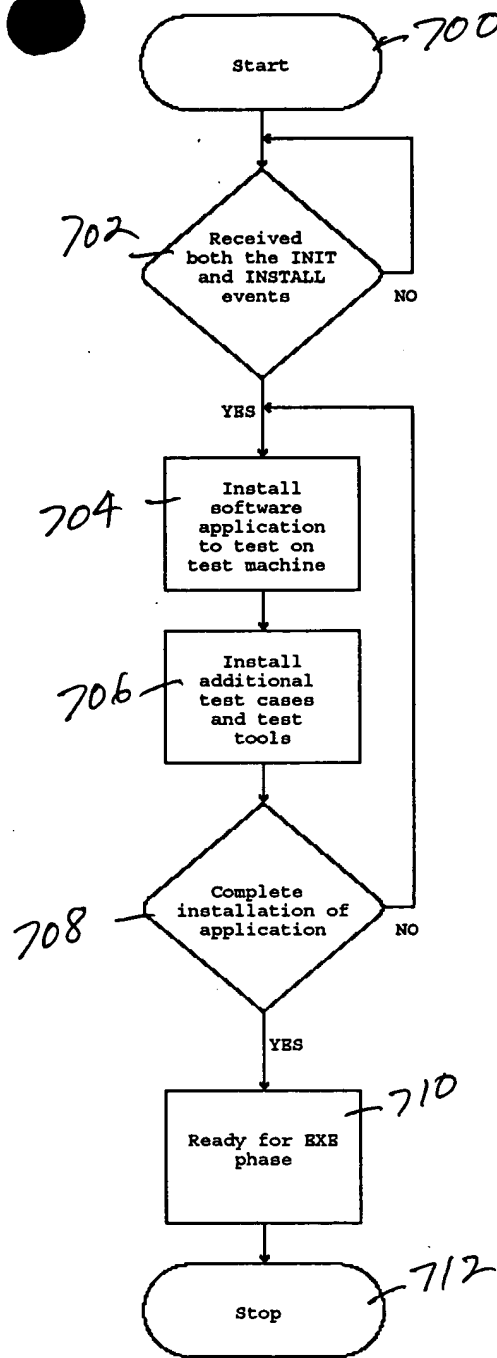 700
Start
702
Received
both the INIT
and INSTALL
events
NO
YES
704
Install
software
application
to test on
test machine
706
Install
additional
test cases
and test
tools
708
Complete
installation of
application
NO
YES
710
Ready for EXE
phase
712
Stop